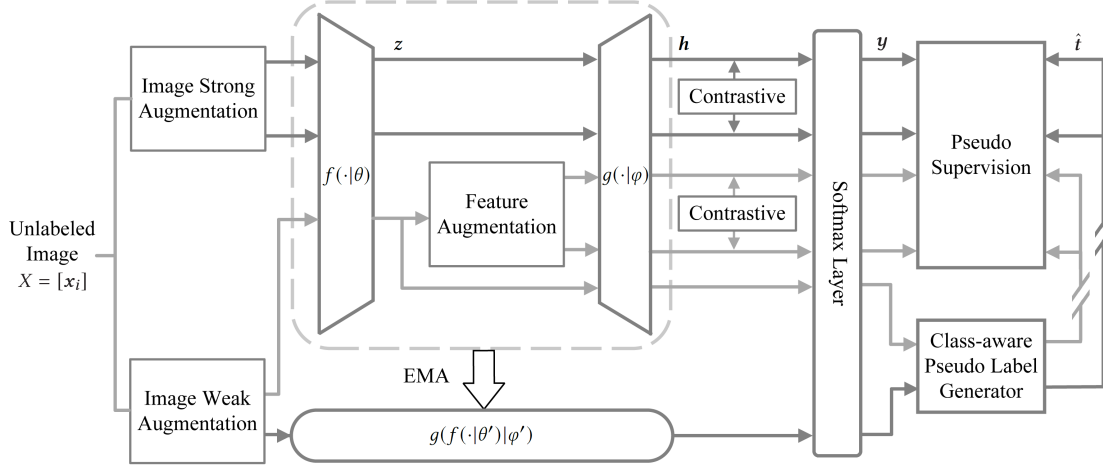 z
h
y
t̂
Image Strong
Augmentation
Contrastive
Pseudo
Supervision
f(·|θ)
g(·|φ)
Feature
Augmentation
Contrastive
Softmax Layer
Unlabeled
Image
X = [xᵢ]
Class-aware
Pseudo Label
Generator
EMA
Image Weak
Augmentation
g(f(·|θ′)|φ′)